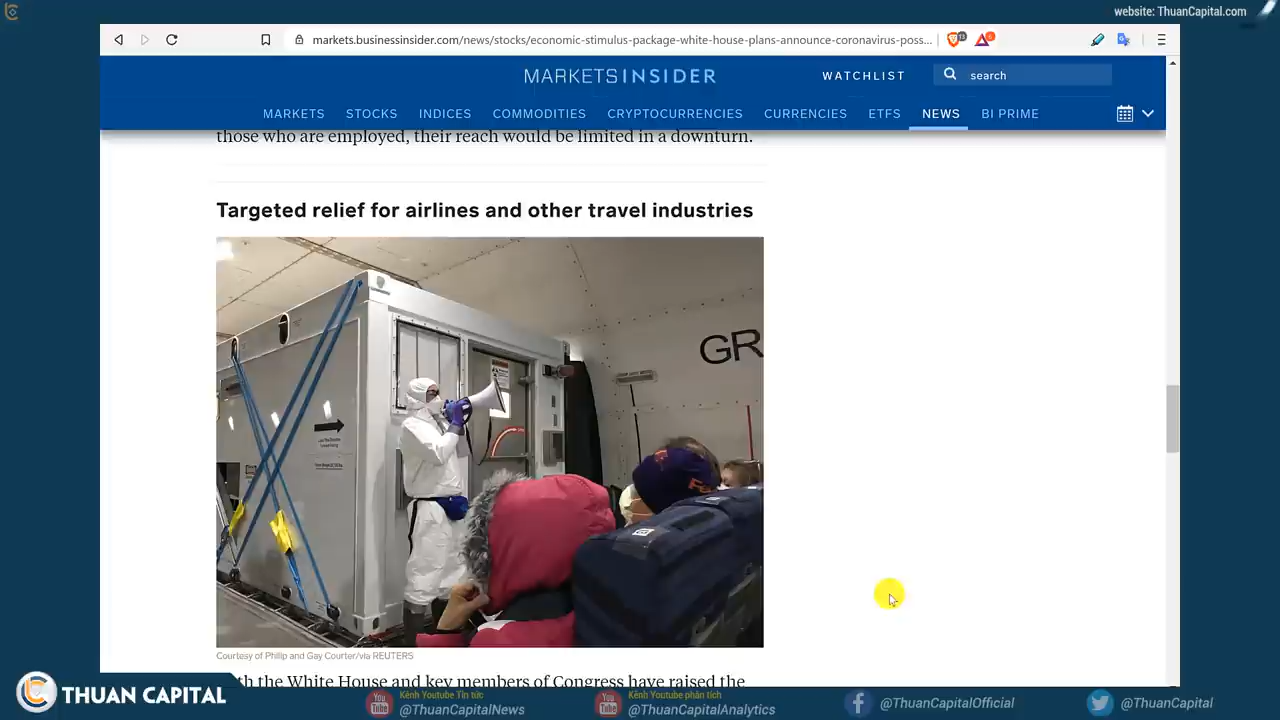 website: ThuanCapital.com
markets.businessinsider.com/news/stocks/economic-stimulus-package-white-house-plans-announce-coronavirus-poss...
MARKETS INSIDER
WATCHLIST
search
MARKETS STOCKS INDICES COMMODITIES CRYPTOCURRENCIES CURRENCIES ETFS NEWS BI PRIME
those who are employed, their reach would be limited in a downturn.
Targeted relief for airlines and other travel industries
GR
Courtesy of Philip and Gay Courter/via REUTERS
the White House and key members of Congress have raised the
THUAN CAPITAL
Kênh Youtube Tin tức
@ThuanCapitalNews
Kênh Youtube phân tích
@ThuanCapitalAnalytics
@ThuanCapitalOfficial
@ThuanCapital